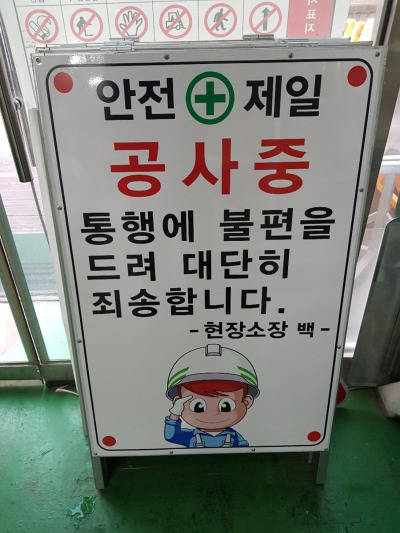 안전 제일
공사중
통행에 불편을
드려 대단히
죄송합니다.
-현장소장 백-